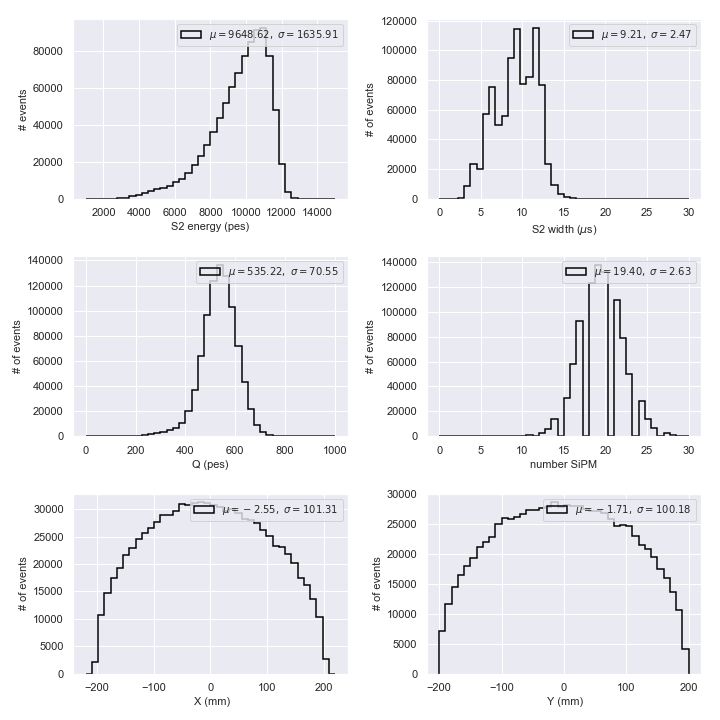 μ = 9648.62, σ = 1635.91
# events
80000
60000
40000
20000
0
2000 4000 6000 8000 10000 12000 14000
S2 energy (pes)
μ = 9.21, σ = 2.47
# of events
120000
100000
80000
60000
40000
20000
0
0 5 10 15 20 25 30
S2 width (μs)
μ = 535.22, σ = 70.55
# of events
140000
120000
100000
80000
60000
40000
20000
0
0 200 400 600 800 1000
Q (pes)
μ = 19.40, σ = 2.63
# of events
140000
120000
100000
80000
60000
40000
20000
0
0 5 10 15 20 25 30
number SiPM
μ = −2.55, σ = 101.31
# of events
30000
25000
20000
15000
10000
5000
0
−200 −100 0 100 200
X (mm)
μ = −1.71, σ = 100.18
# of events
30000
25000
20000
15000
10000
5000
0
−200 −100 0 100 200
Y (mm)